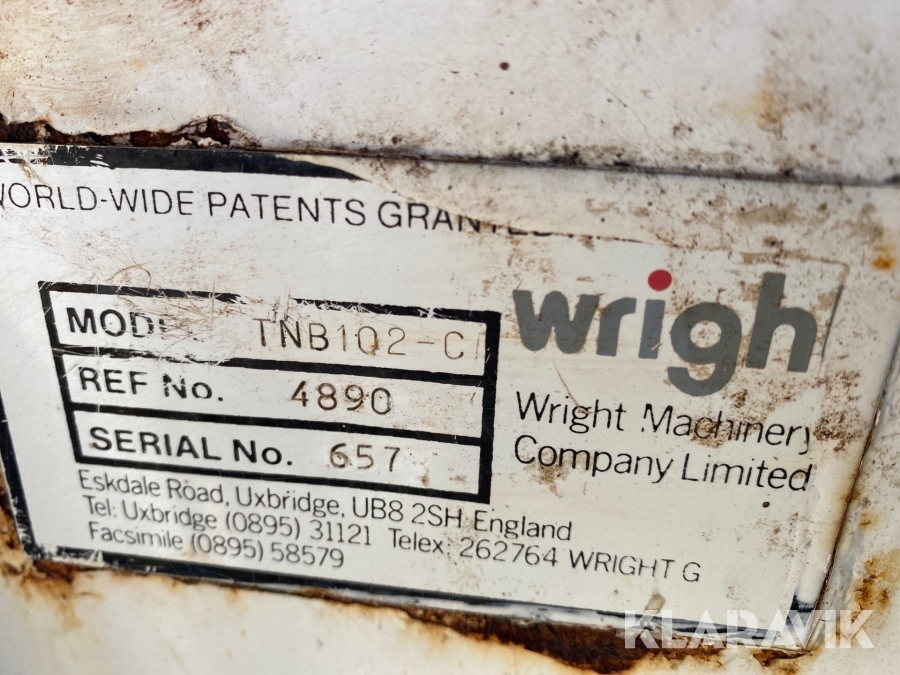 WORLD-WIDE PATENTS GRANTED
wrigh
MODEL TNB102-C
REF No. 4890
SERIAL No. 657
Wright Machinery
Company Limited
Eskdale Road, Uxbridge, UB8 2SH England
Tel: Uxbridge (0895) 31121 Telex: 262764 WRIGHT G
Facsimile (0895) 58579
KLARAVIK